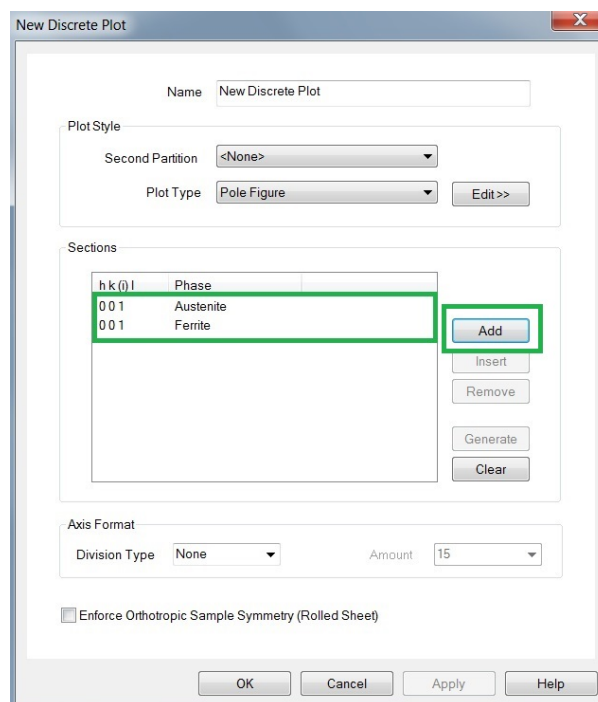 New Discrete Plot
X
Name New Discrete Plot
Plot Style
Second Partition <None>
Plot Type Pole Figure Edit >>
Sections
h k (i) l Phase
0 0 1 Austenite
0 0 1 Ferrite
Add
Insert
Remove
Generate
Clear
Axis Format
Division Type None Amount 15
Enforce Orthotropic Sample Symmetry (Rolled Sheet)
OK Cancel Apply Help